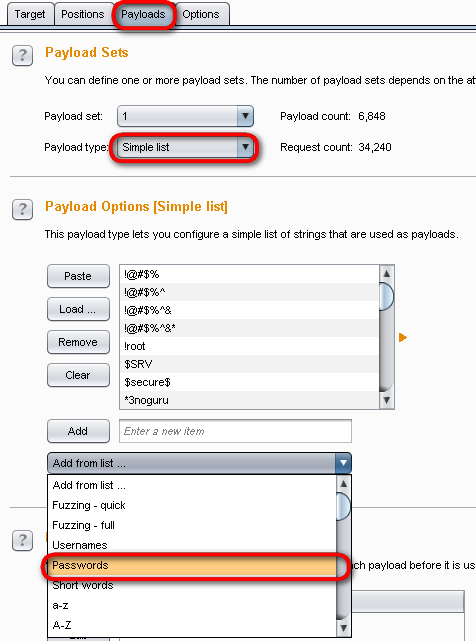 Target Positions Payloads Options
? Payload Sets
You can define one or more payload sets. The number of payload sets depends on the at
Payload set: 1 Payload count: 6,848
Payload type: Simple list Request count: 34,240
? Payload Options [Simple list]
This payload type lets you configure a simple list of strings that are used as payloads.
Paste
Load ...
Remove
Clear
!@#$%
!@#$%^
!@#$%^&
!@#$%^&*
!root
$SRV
$secure$
*3noguru
Add Enter a new item
Add from list ...
Add from list ...
Fuzzing - quick
Fuzzing - full
Usernames
Passwords
Short words
a-z
A-Z
?
ach payload before it is us